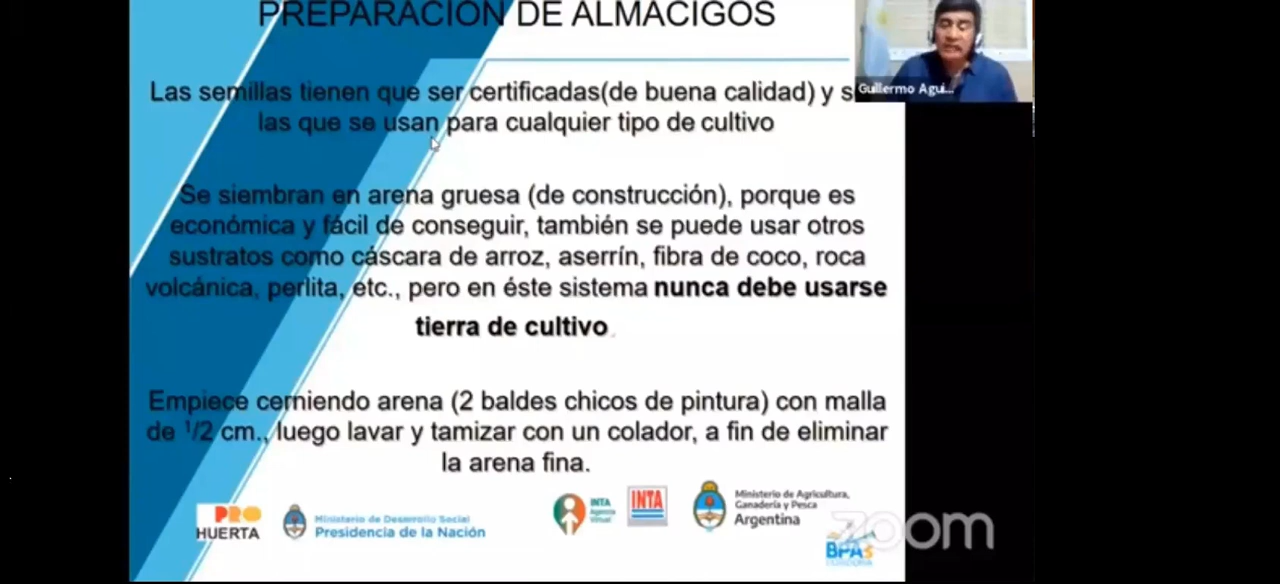 PREPARACIÓN DE ALMÁCIGOS
Las semillas tienen que ser certificadas(de buena calidad) y s
las que se usan para cualquier tipo de cultivo
Se siembran en arena gruesa (de construcción), porque es
económica y fácil de conseguir, también se puede usar otros
sustratos como cáscara de arroz, aserrín, fibra de coco, roca
volcánica, perlita, etc., pero en éste sistema nunca debe usarse
tierra de cultivo.
Empiece cerniendo arena (2 baldes chicos de pintura) con malla
de 1/2 cm., luego lavar y tamizar con un colador, a fin de eliminar
la arena fina.
Guillermo Agui...
PRO
HUERTA
Ministerio de Desarrollo Social
Presidencia de la Nación
INTA
Agencia
Virtual
INTA
Ministerio de Agricultura,
Ganadería y Pesca
Argentina
zoom
BPAs
CÓRDOBA